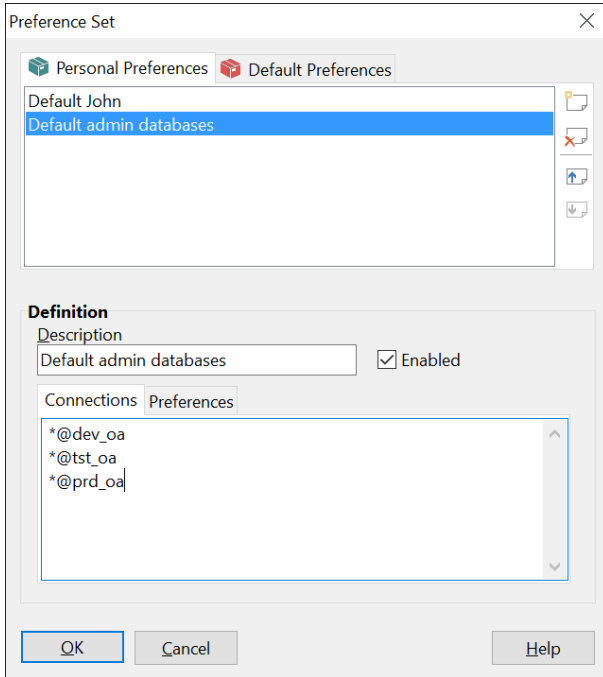 Preference Set
Personal Preferences Default Preferences
Default John
Default admin databases
Definition
Description
Default admin databases Enabled
Connections Preferences
*@dev_oa
*@tst_oa
*@prd_oa
OK Cancel Help